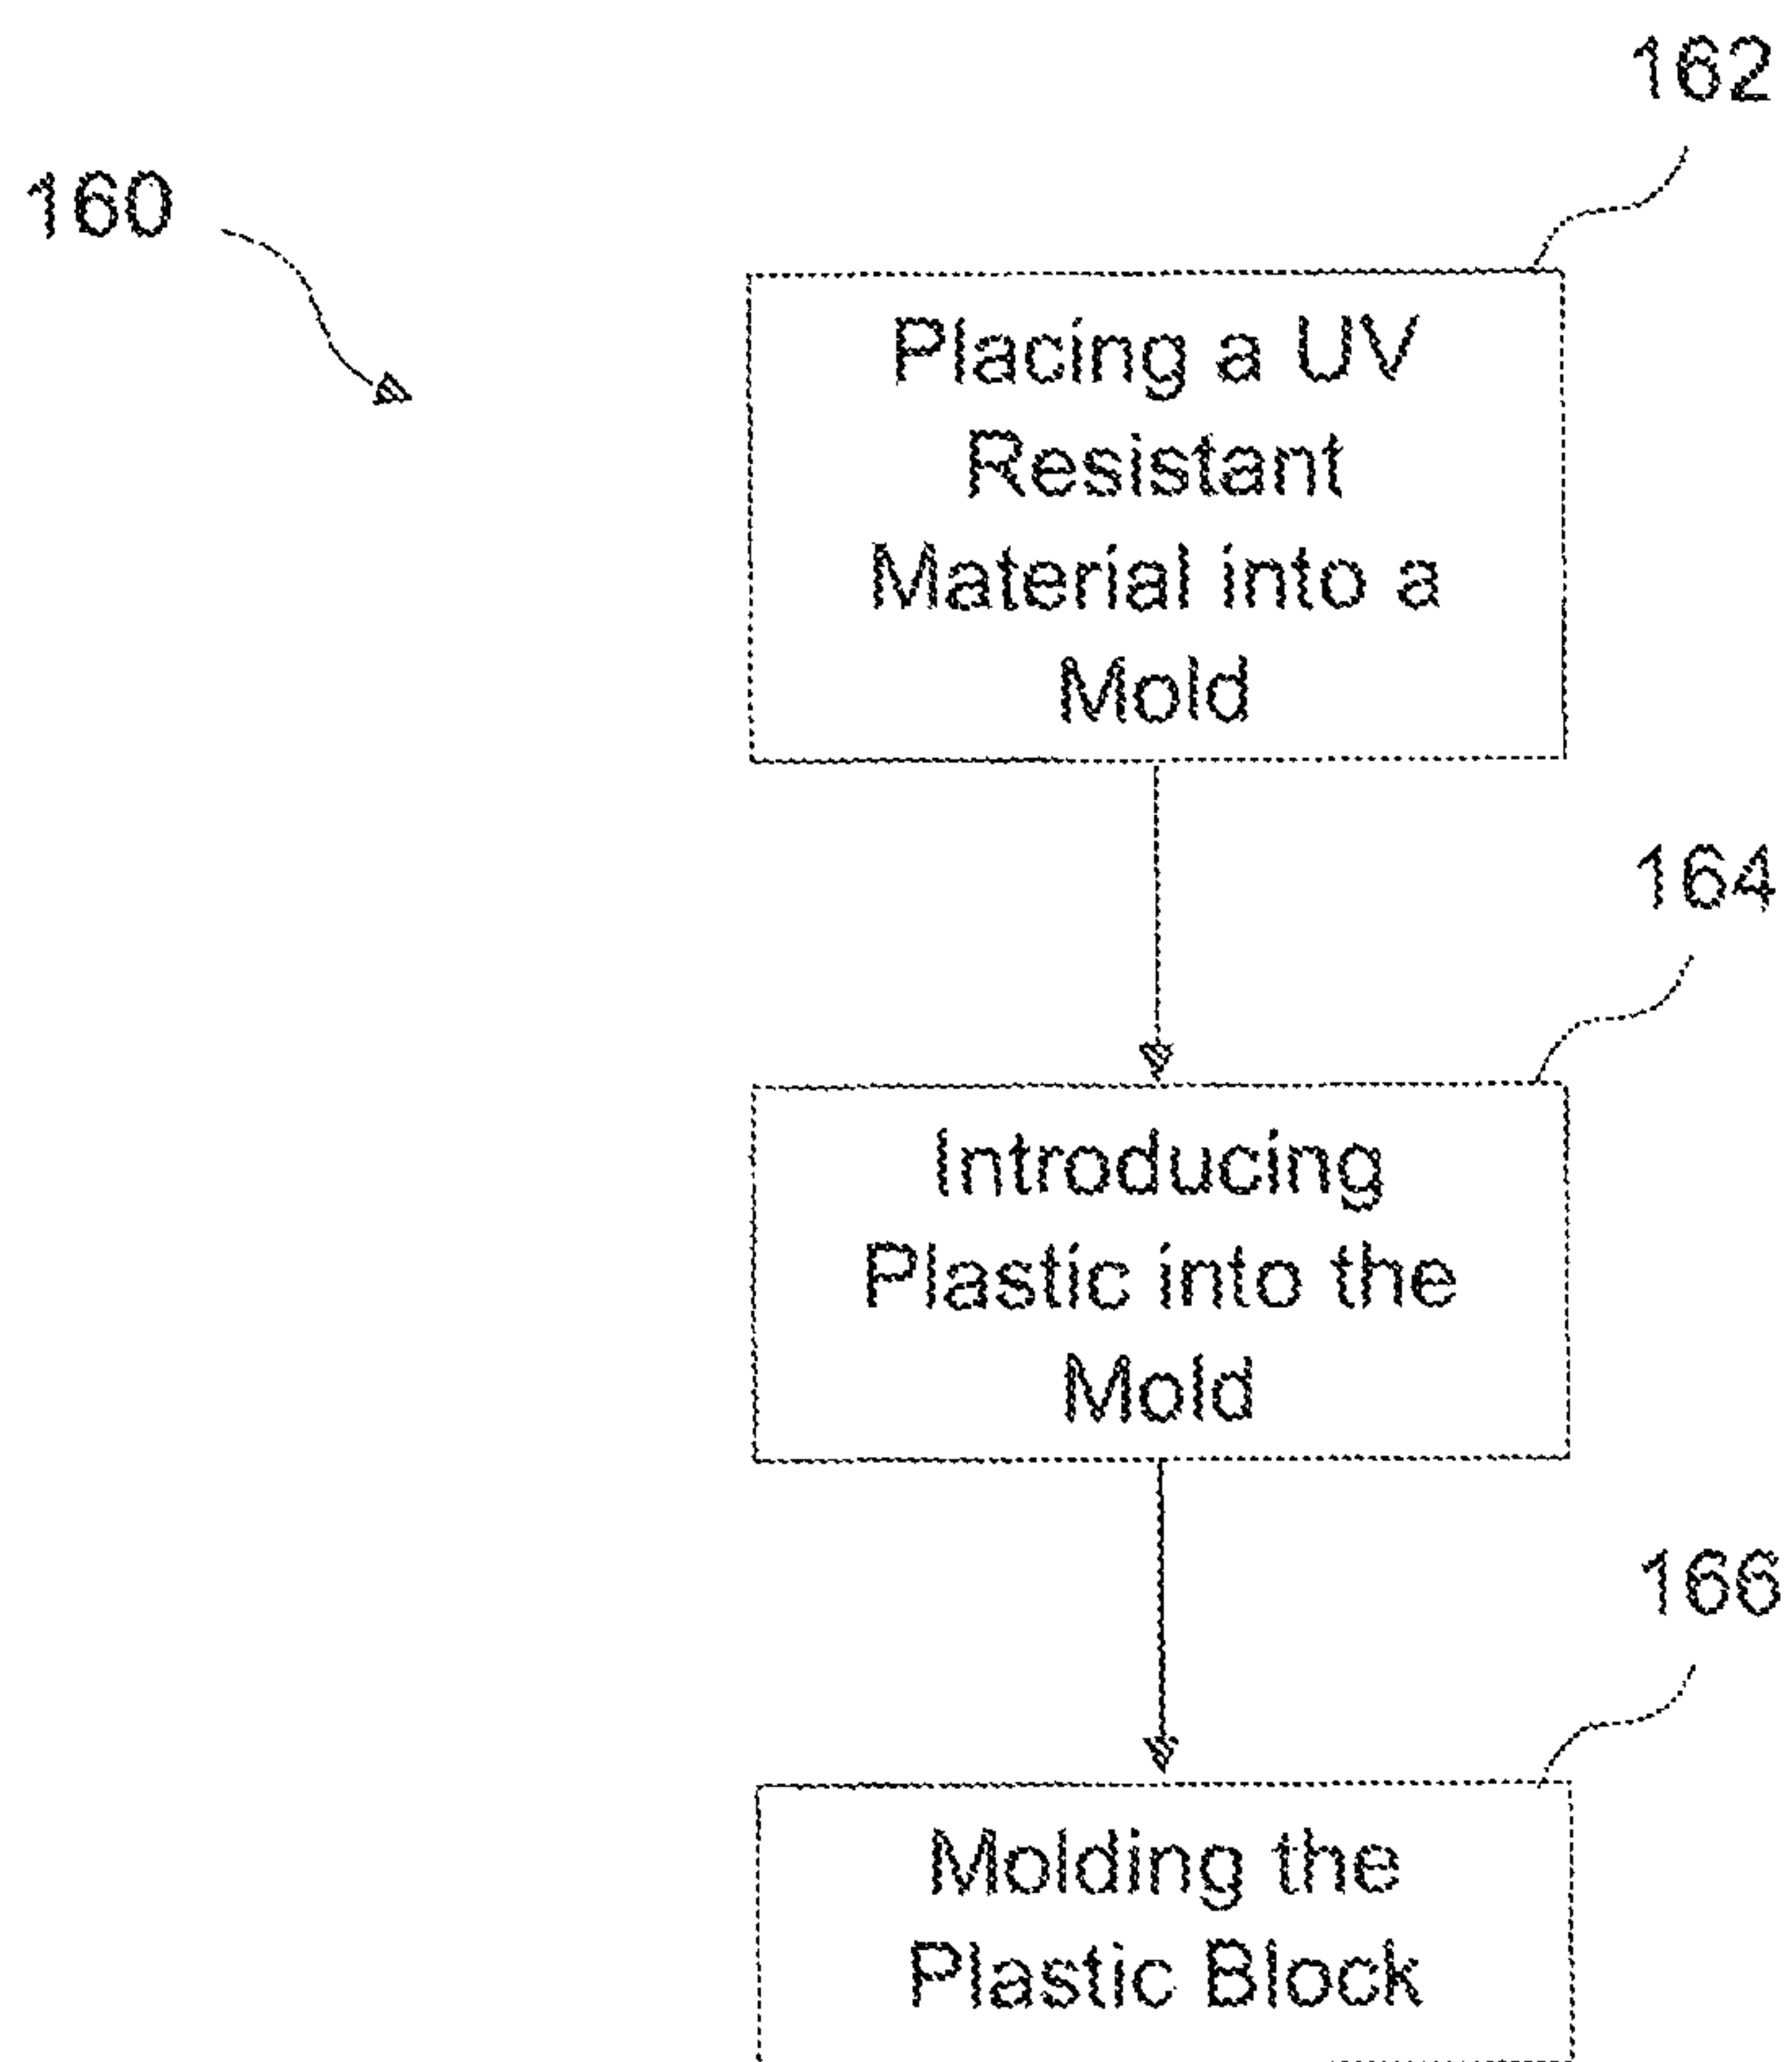 162
160
Placing a UV
Resistant
Material into a
Mold
164
Introducing
Plastic into the
Mold
166
Molding the
Plastic Block